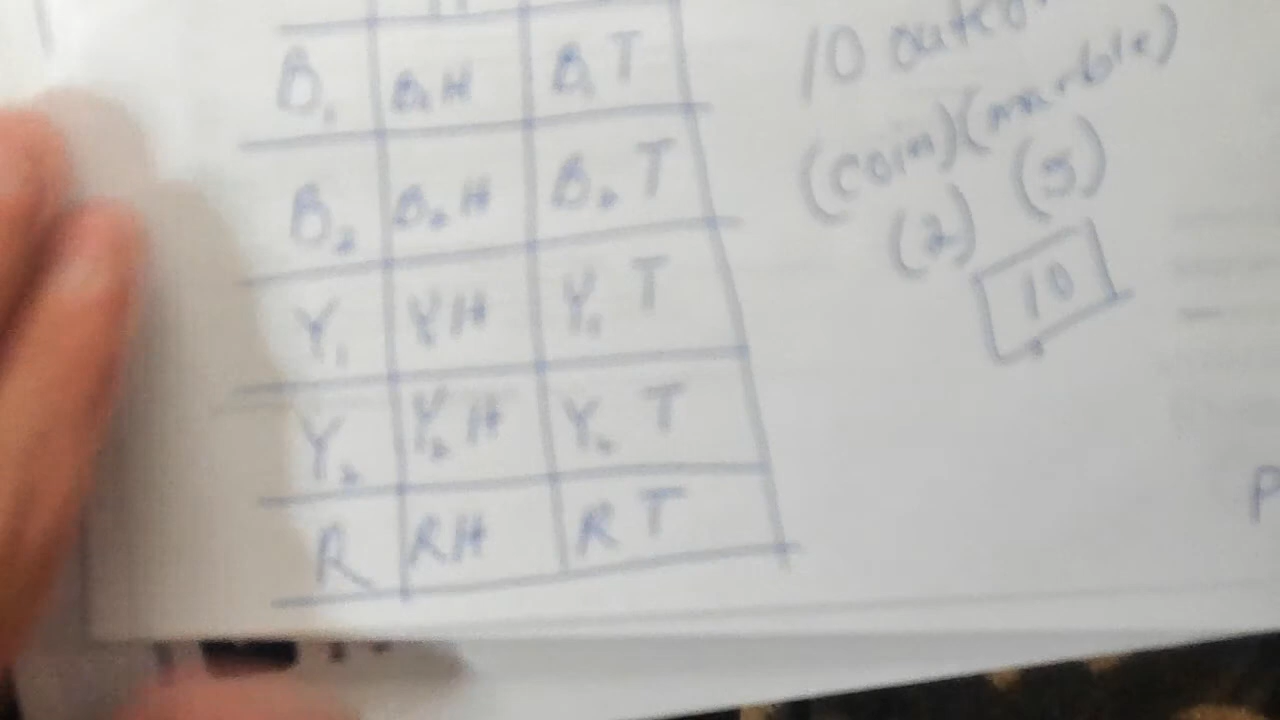 B₁ B₁H B₁T
B₂ B₂H B₂T
Y₁ Y₁H Y₁T
Y₂ Y₂H Y₂T
R RH RT
10
(coin)(marble)
(2) (5)
10
P